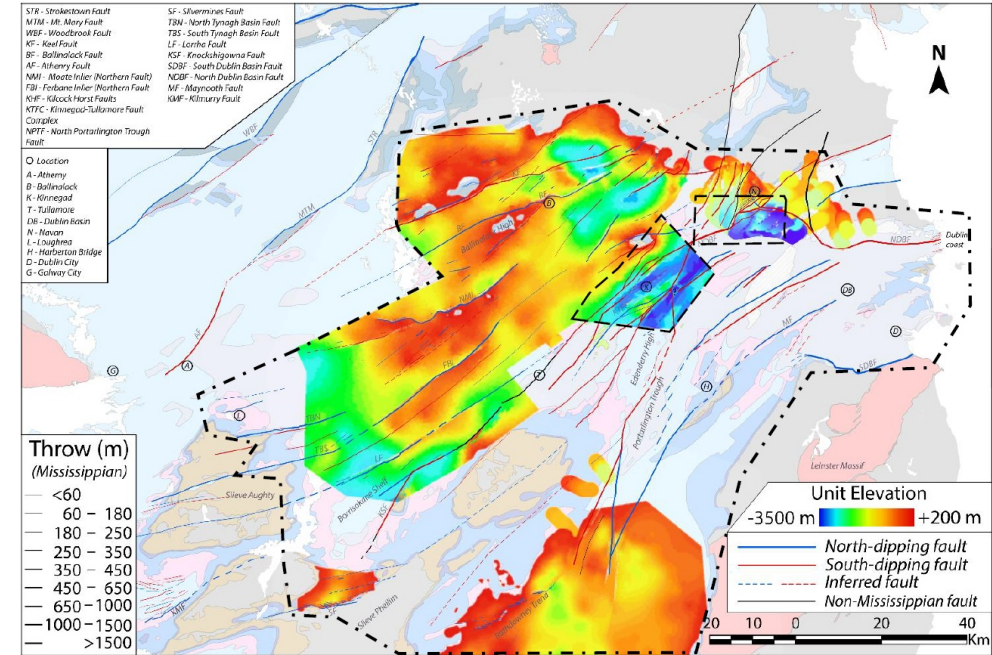 STR - Strokestown Fault
MTM - Mt. Mary Fault
WBF - Woodbrook Fault
KF - Keel Fault
BF - Ballinalack Fault
AF - Athenry Fault
NMI - Moate Inlier (Northern Fault)
FBI - Ferbane Inlier (Northern Fault
KHF - Kilcock Horst Faults
KTFC - Kinnegad-Tullamore Fault
Complex
NPTF - North Portarlington Trough
Fault
SF - Silvermines Fault
TBN - North Tynagh Basin Fault
TBS - South Tynagh Basin Fault
LF - Lorrha Fault
KSF - Knockshigowna Fault
SDBF - South Dublin Basin Fault
NDBF - North Dublin Basin Fault
MF - Maynooth Fault
KMF - Kilmurry Fault
Location
A - Athenry
B - Ballinalack
K - Kinnegad
T - Tullamore
DB - Dublin Basin
N - Navan
L - Loughrea
H - Harberton Bridge
D - Dublin City
G - Galway City
N
WBF
STR
MTM
KF
BF
B
Ballinalack High
N
NDBF
Dublin
coast
K
DB
NMI
MF
D
AF
A
G
FBI
Edenderry High
SDBF
T
H
L
TBN
Portarlington Trough
TBS
LF
Leinster Massif
Slieve Aughty
Borrisokane Shelf
KSF
Throw (m)
(Mississippian)
<60
60 - 180
180 - 250
250 - 350
350 - 450
450 - 650
650 - 1000
1000 - 1500
>1500
KMF
SF
Slieve Phelim
Rathdowney Trend
Unit Elevation
-3500 m
+200 m
North-dipping fault
South-dipping fault
Inferred fault
Non-Mississippian fault
20 10 0 20 40
Km